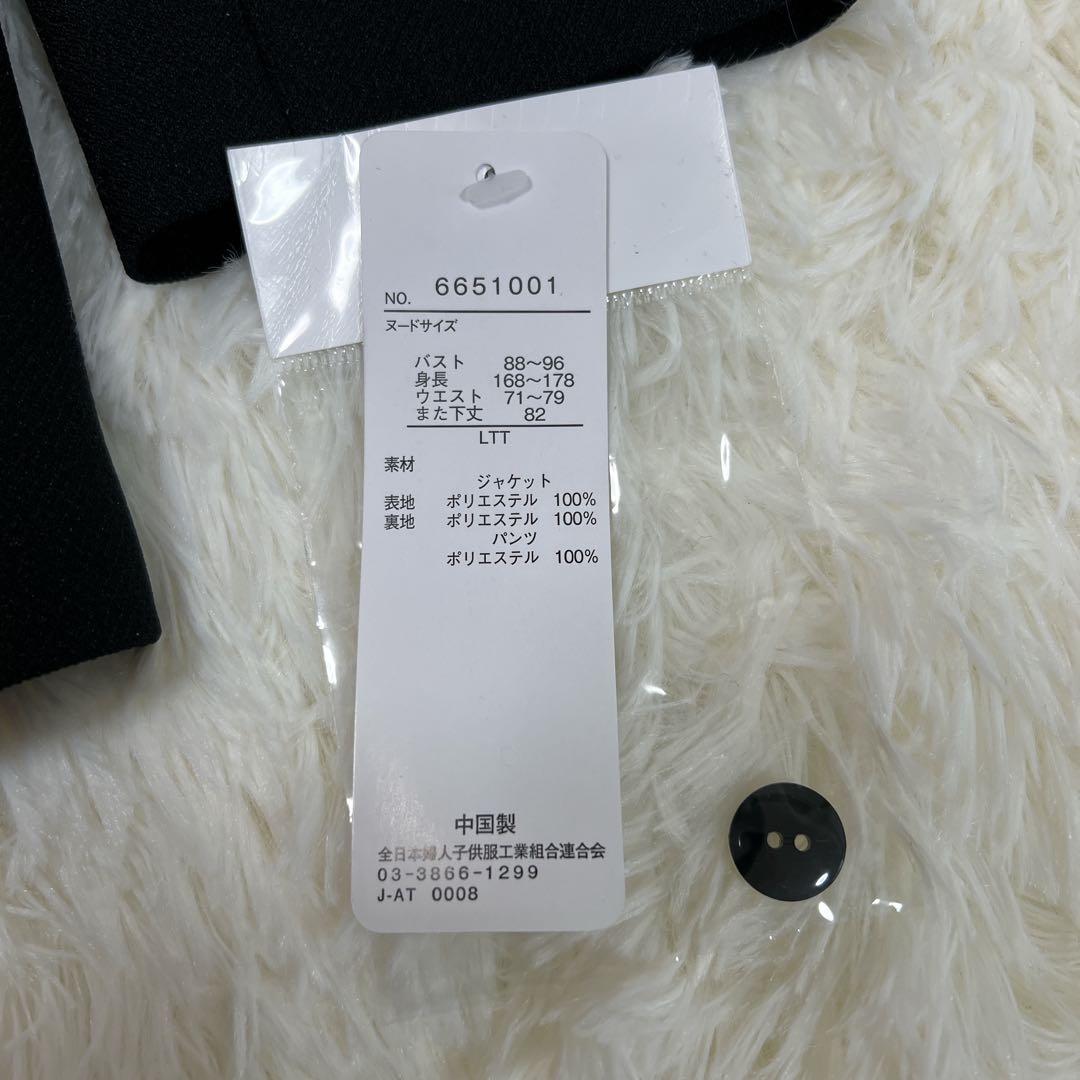 NO. 6651001
ヌードサイズ
バスト 88〜96
身長 168〜178
ウエスト 71〜79
また下丈 82
LTT
素材
ジャケット
表地 ポリエステル 100%
裏地 ポリエステル 100%
パンツ
ポリエステル 100%
中国製
全日本婦人子供服工業組合連合会
03-3866-1299
J-AT 0008